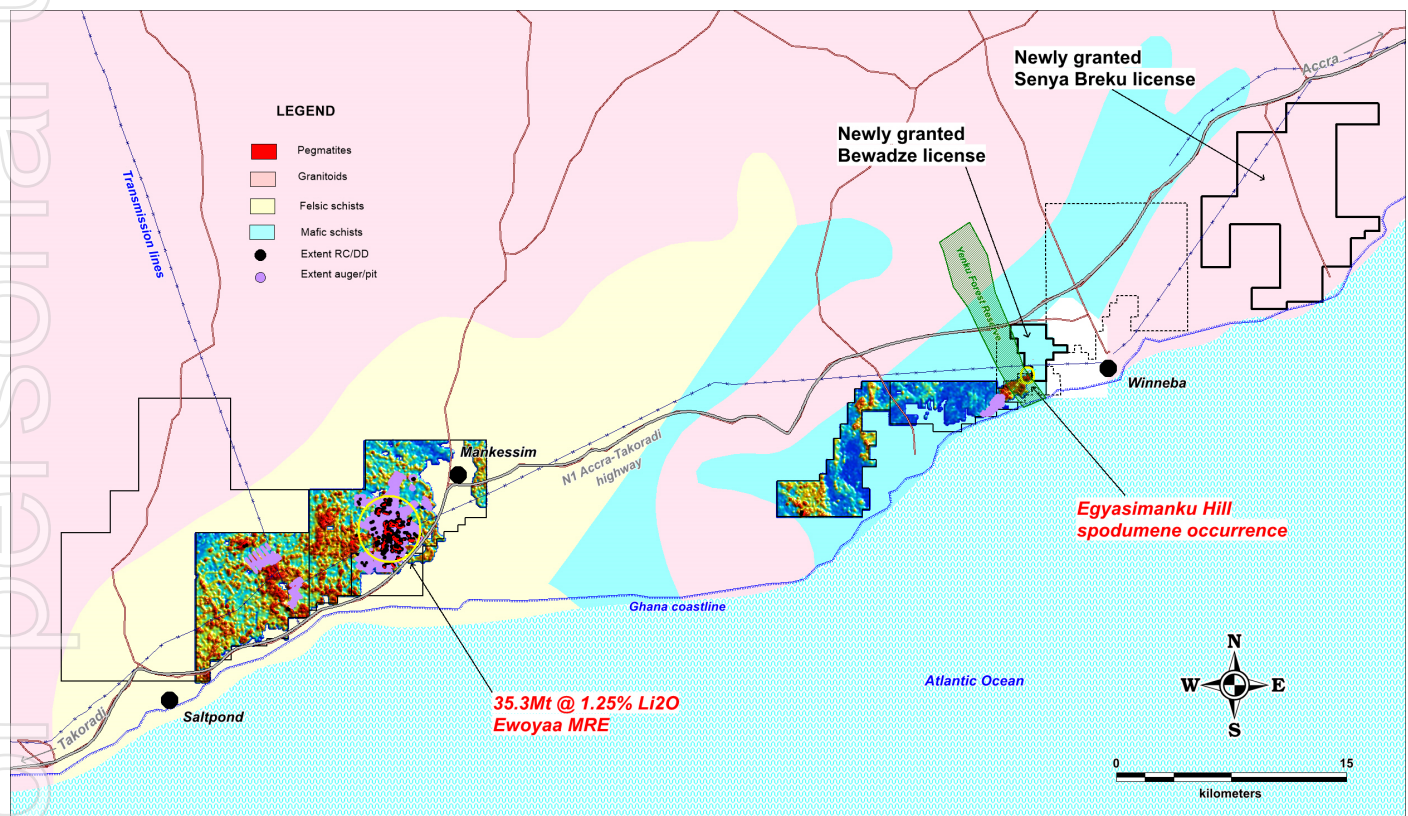 Newly granted
Senya Breku license
Accra
Newly granted
Bewadze license
LEGEND
Pegmatites
Granitoids
Felsic schists
Mafic schists
Extent RC/DD
Extent auger/pit
Transmission lines
Yenku Forest Reserve
Winneba
Mankessim
N1 Accra-Takoradi
highway
Egyasimanku Hill
spodumene occurrence
Ghana coastline
Atlantic Ocean
35.3Mt @ 1.25% Li2O
Ewoyaa MRE
Saltpond
Takoradi
N
W
E
S
0
15
kilometers
personal u